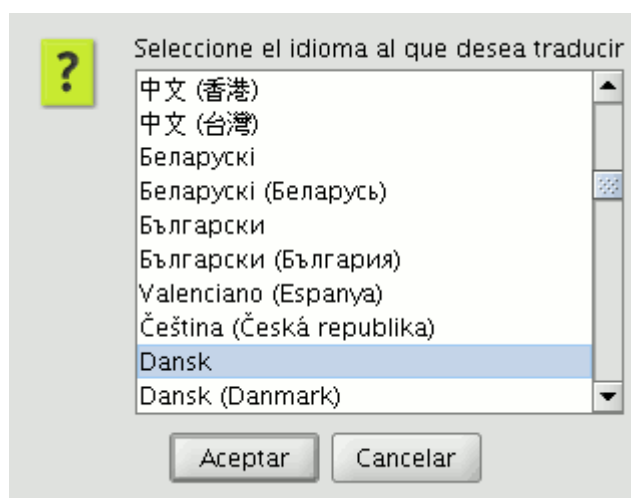 Seleccione el idioma al que desea traducir
中文 (香港)
中文 (台灣)
Беларускі
Беларускі (Беларусь)
Български
Български (България)
Valenciano (Espanya)
Čeština (Česká republika)
Dansk
Dansk (Danmark)
Aceptar
Cancelar